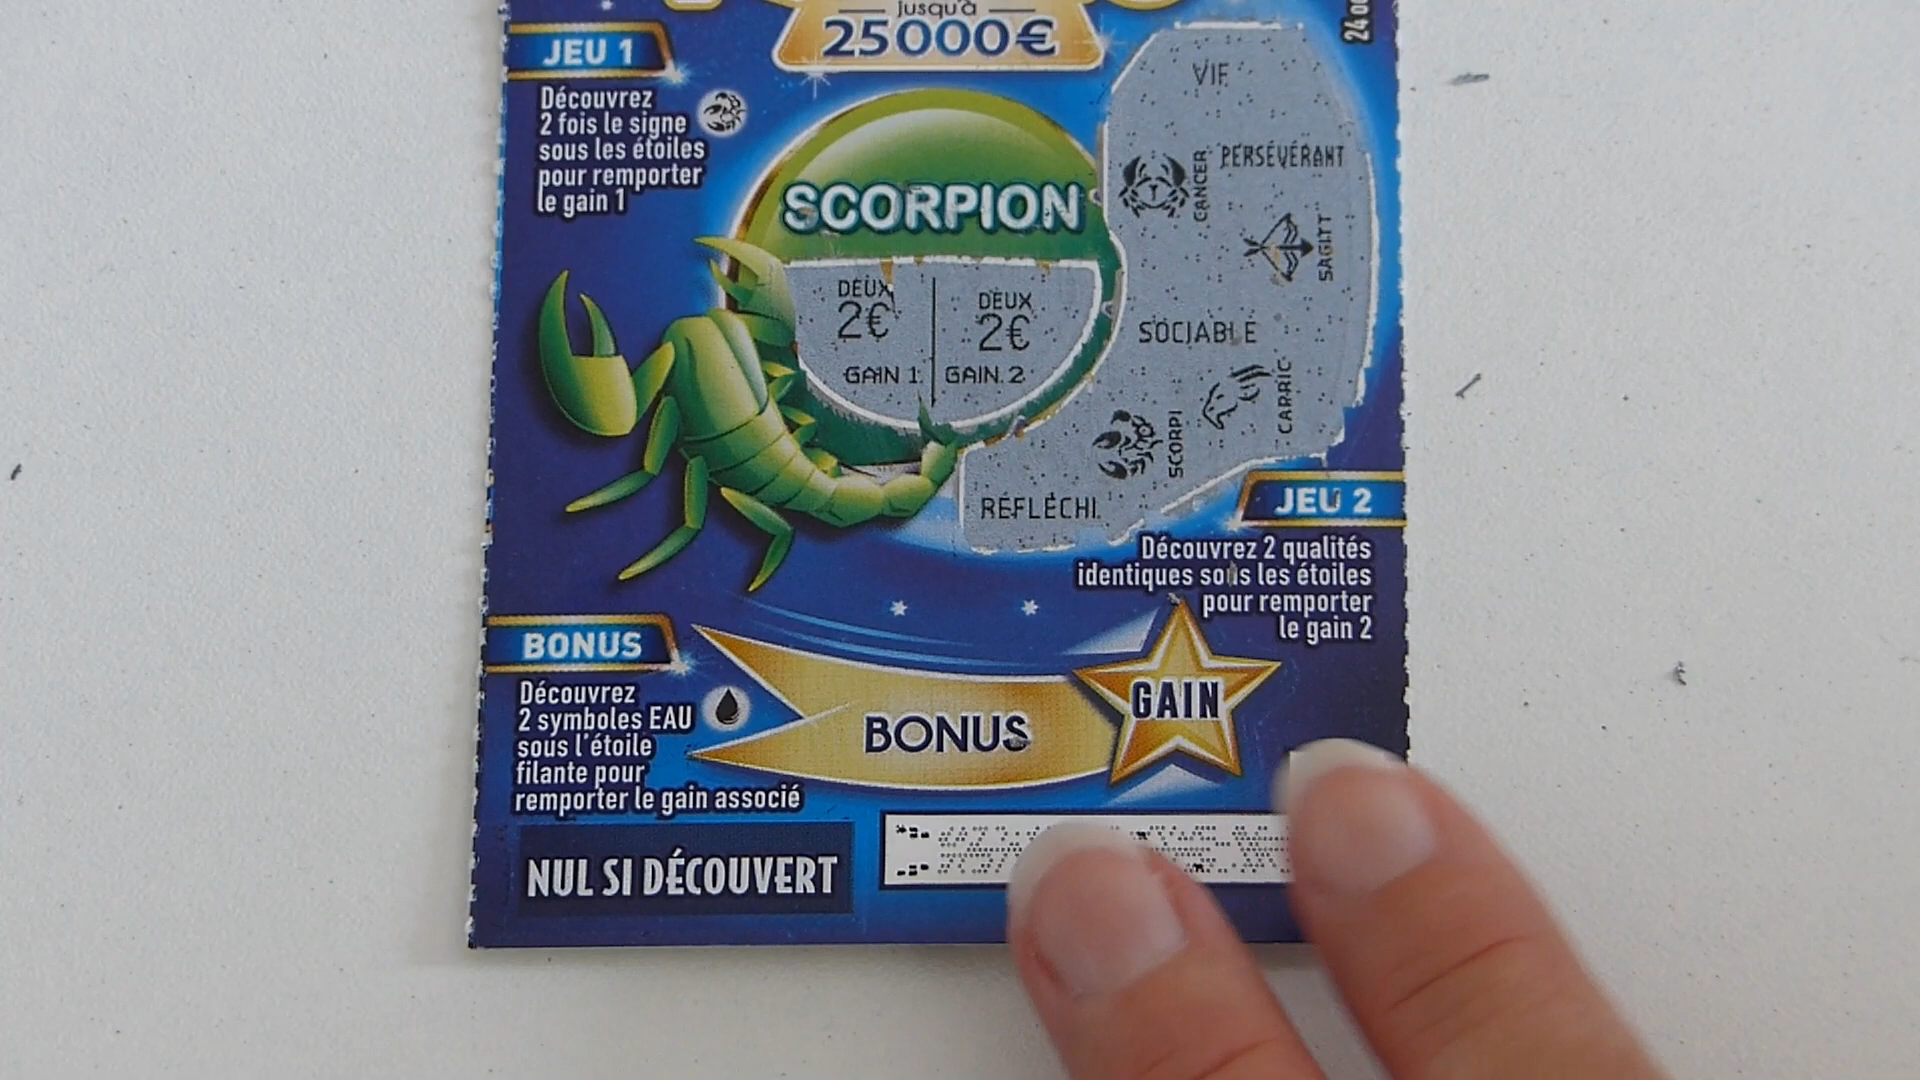 jusqu'à
25 000 €
JEU 1
Découvrez
2 fois le signe
sous les étoiles
pour remporter
le gain 1
SCORPION
DEUX
2€
GAIN 1
DEUX
2€
GAIN 2
VIF
PERSÉVÉRANT
CANCER
SAGITT
SOCIABLE
CAPRIC
SCORPI
RÉFLÉCHI
JEU 2
Découvrez 2 qualités
identiques sous les étoiles
pour remporter
le gain 2
BONUS
Découvrez
2 symboles EAU
sous l'étoile
filante pour
remporter le gain associé
BONUS
GAIN
NUL SI DÉCOUVERT